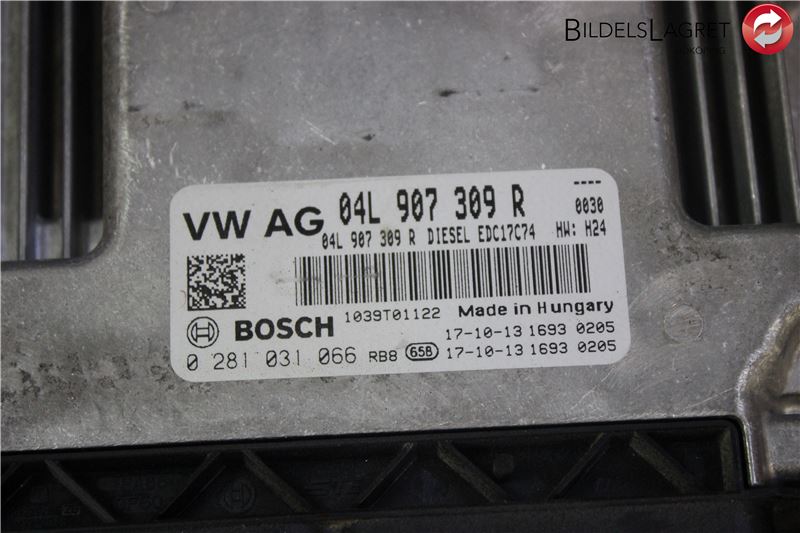 BILDELSLAGRET
VW AG 04L 907 309 R
----
0030
04L 907 309 R DIESEL EDC17C74 HW: H24
1039T01122 Made in Hungary
BOSCH 17-10-13 1693 0205
0 281 031 066 RB8 658 17-10-13 1693 0205